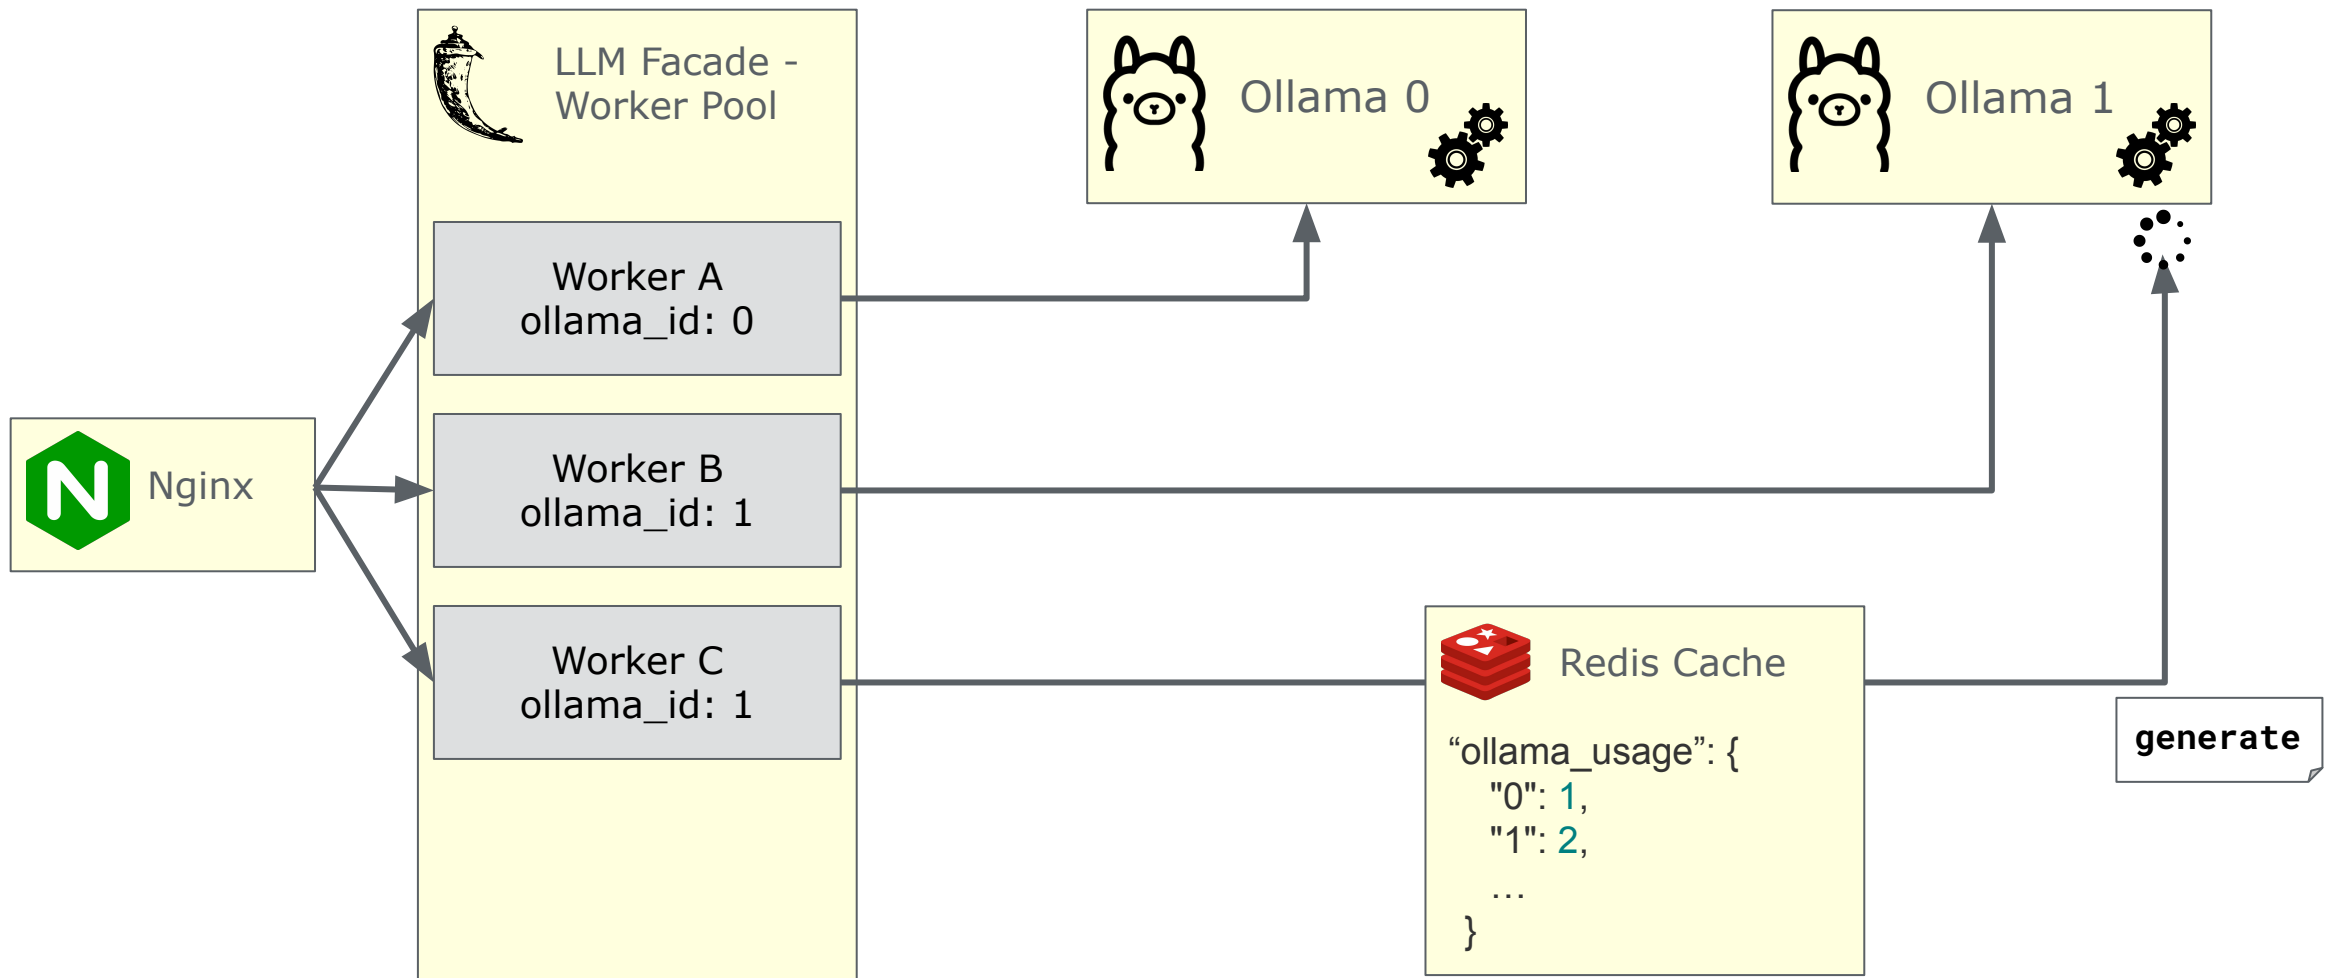 LLM Facade -
Worker Pool
Ollama 0
Ollama 1
Worker A
ollama_id: 0
Nginx
Worker B
ollama_id: 1
Worker C
ollama_id: 1
Redis Cache
“ollama_usage”: {
"0": 1,
"1": 2,
…
}
generate